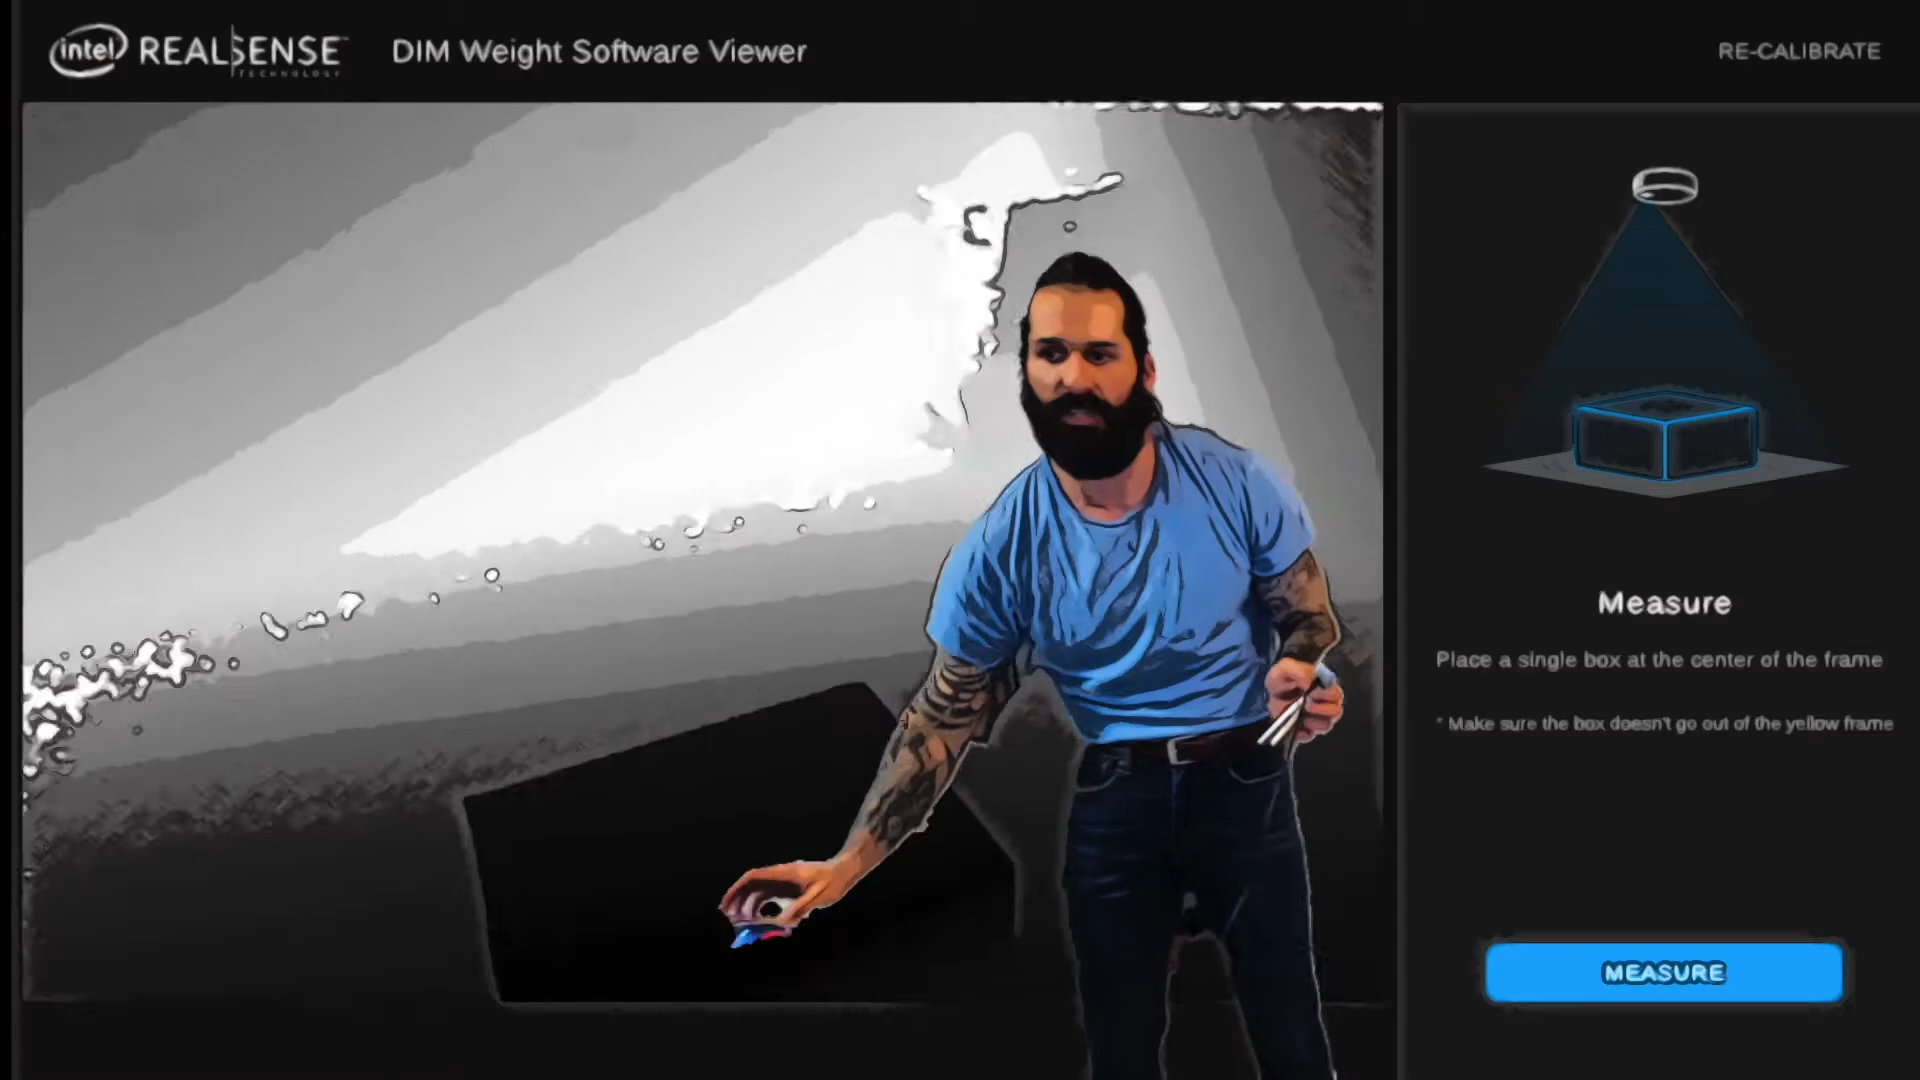 intel REALSENSE
TECHNOLOGY
DIM Weight Software Viewer
RE-CALIBRATE
Measure
Place a single box at the center of the frame
* Make sure the box doesn't go out of the yellow frame
MEASURE